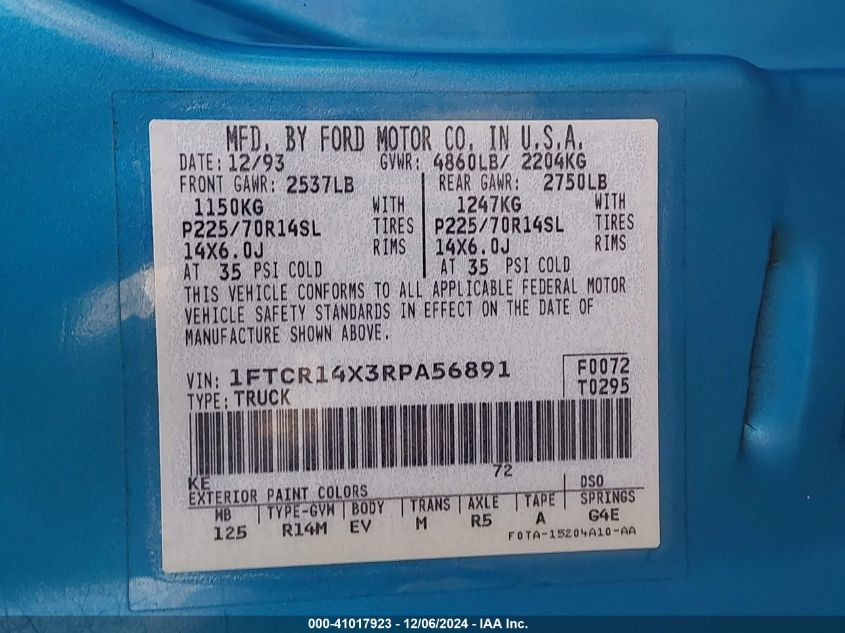 MFD. BY FORD MOTOR CO. IN U.S.A.
DATE: 12/93 GVWR: 4860LB/ 2204KG
FRONT GAWR: 2537LB REAR GAWR: 2750LB
1150KG WITH 1247KG WITH
P225/70R14SL TIRES P225/70R14SL TIRES
14X6.0J RIMS 14X6.0J RIMS
AT 35 PSI COLD AT 35 PSI COLD
THIS VEHICLE CONFORMS TO ALL APPLICABLE FEDERAL MOTOR
VEHICLE SAFETY STANDARDS IN EFFECT ON THE DATE OF
MANUFACTURE SHOWN ABOVE.
VIN: 1FTCR14X3RPA56891 F0072
TYPE: TRUCK T0295
KE 72
EXTERIOR PAINT COLORS DSO
WB TYPE-GVW BODY TRANS AXLE TAPE SPRINGS
125 R14M EV M R5 A G4E
F0TA-15204A10-AA
000-41017923 - 12/06/2024 - IAA Inc.